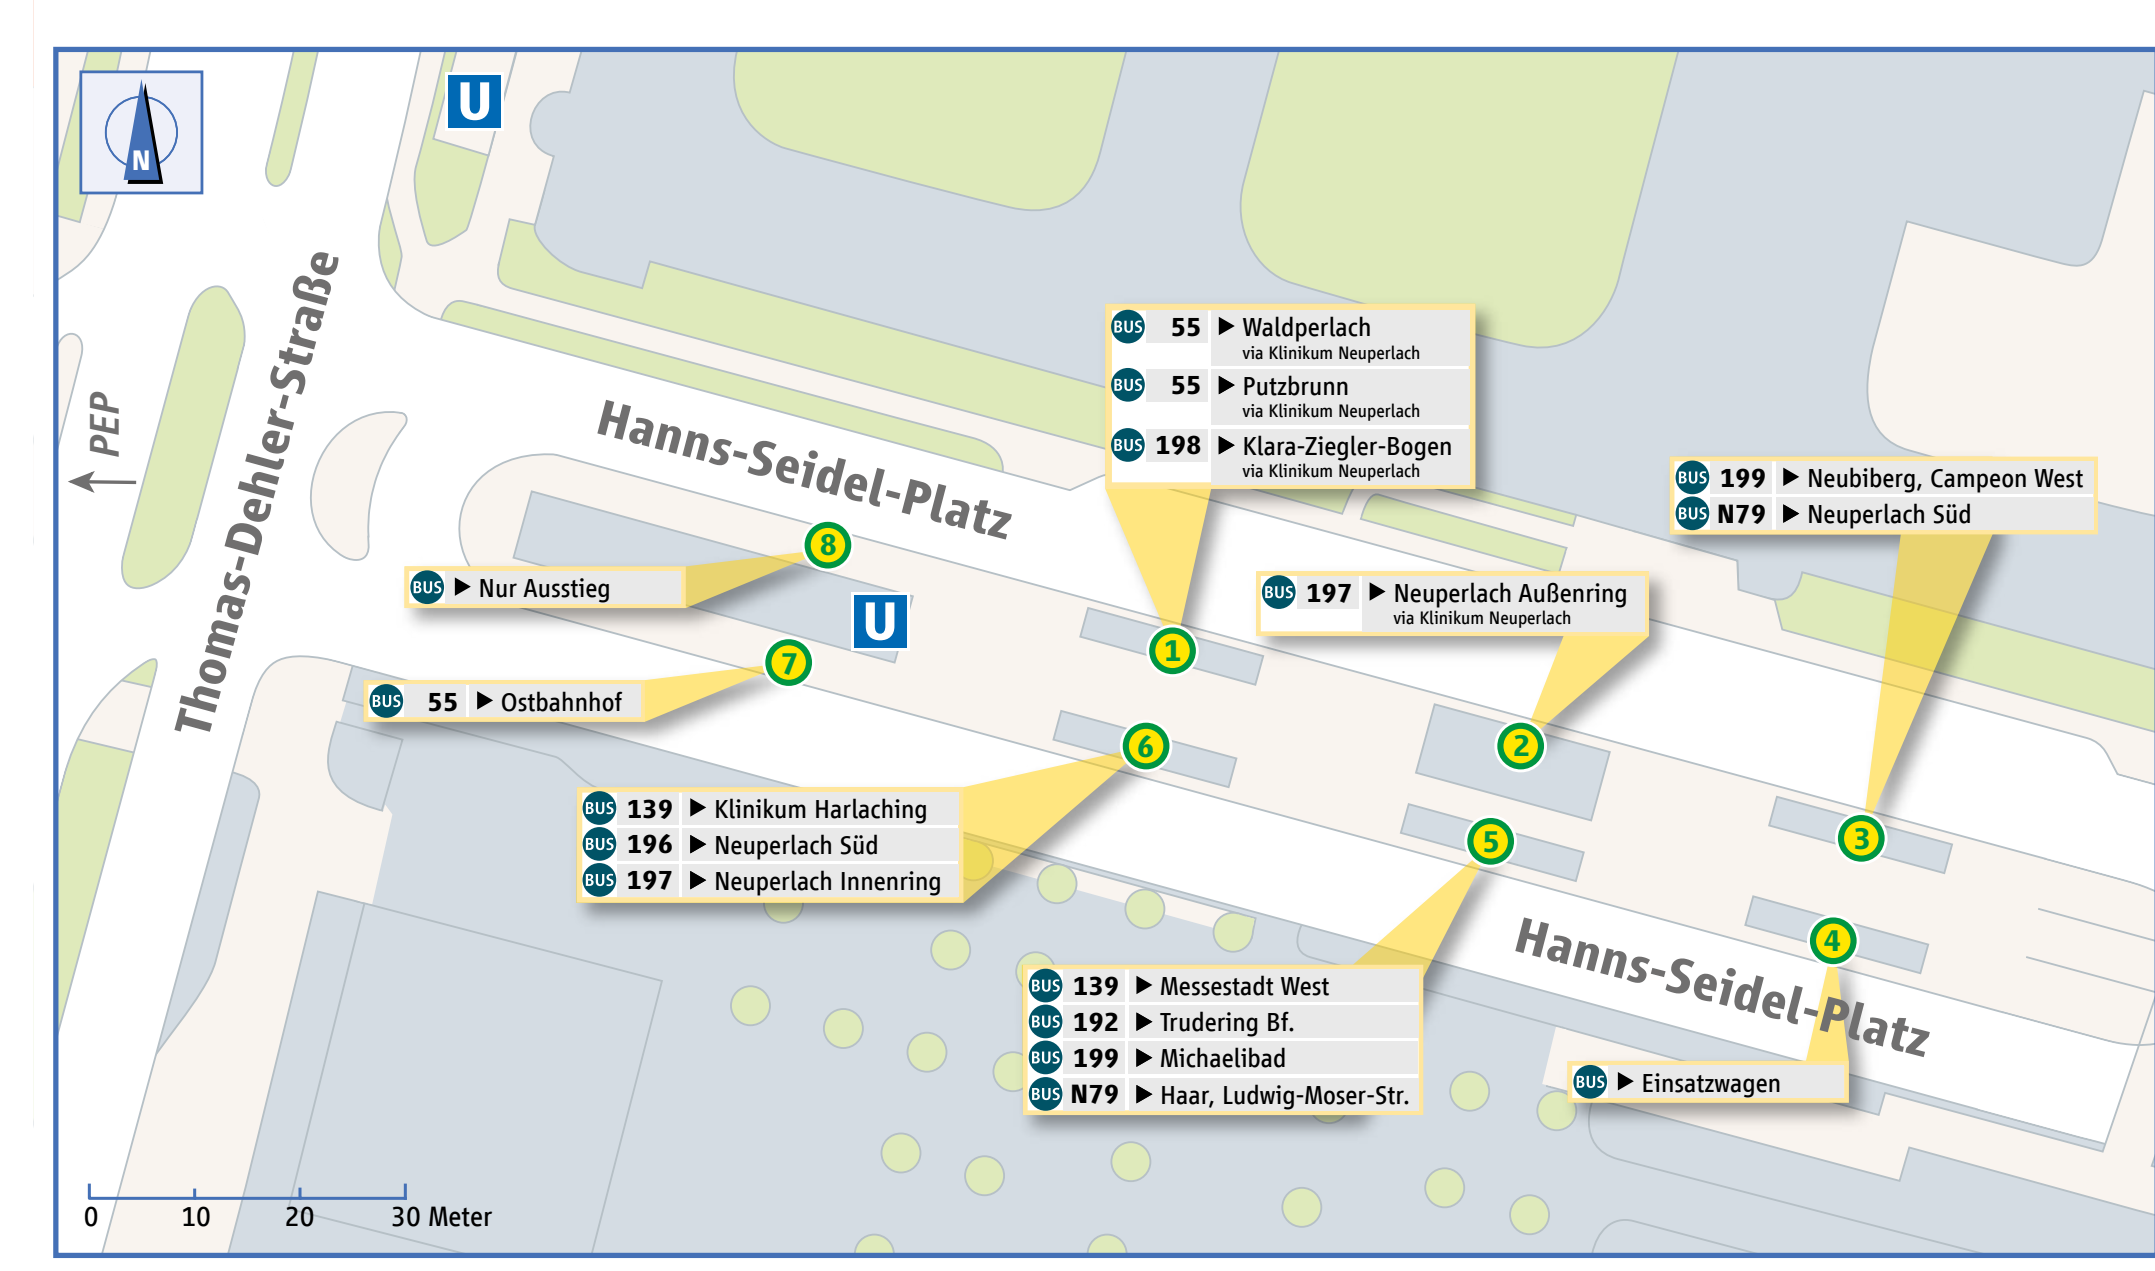 N
U
Thomas-Dehler-Straße
PEP
Hanns-Seidel-Platz
BUS 55 ▶ Waldperlach
via Klinikum Neuperlach
BUS 55 ▶ Putzbrunn
via Klinikum Neuperlach
BUS 198 ▶ Klara-Ziegler-Bogen
via Klinikum Neuperlach
BUS 199 ▶ Neubiberg, Campeon West
BUS N79 ▶ Neuperlach Süd
8
BUS ▶ Nur Ausstieg
U
BUS 197 ▶ Neuperlach Außenring
via Klinikum Neuperlach
1
7
BUS 55 ▶ Ostbahnhof
6
2
5
3
BUS 139 ▶ Klinikum Harlaching
BUS 196 ▶ Neuperlach Süd
BUS 197 ▶ Neuperlach Innenring
4
Hanns-Seidel-Platz
BUS 139 ▶ Messestadt West
BUS 192 ▶ Trudering Bf.
BUS 199 ▶ Michaelibad
BUS N79 ▶ Haar, Ludwig-Moser-Str.
BUS ▶ Einsatzwagen
0 10 20 30 Meter